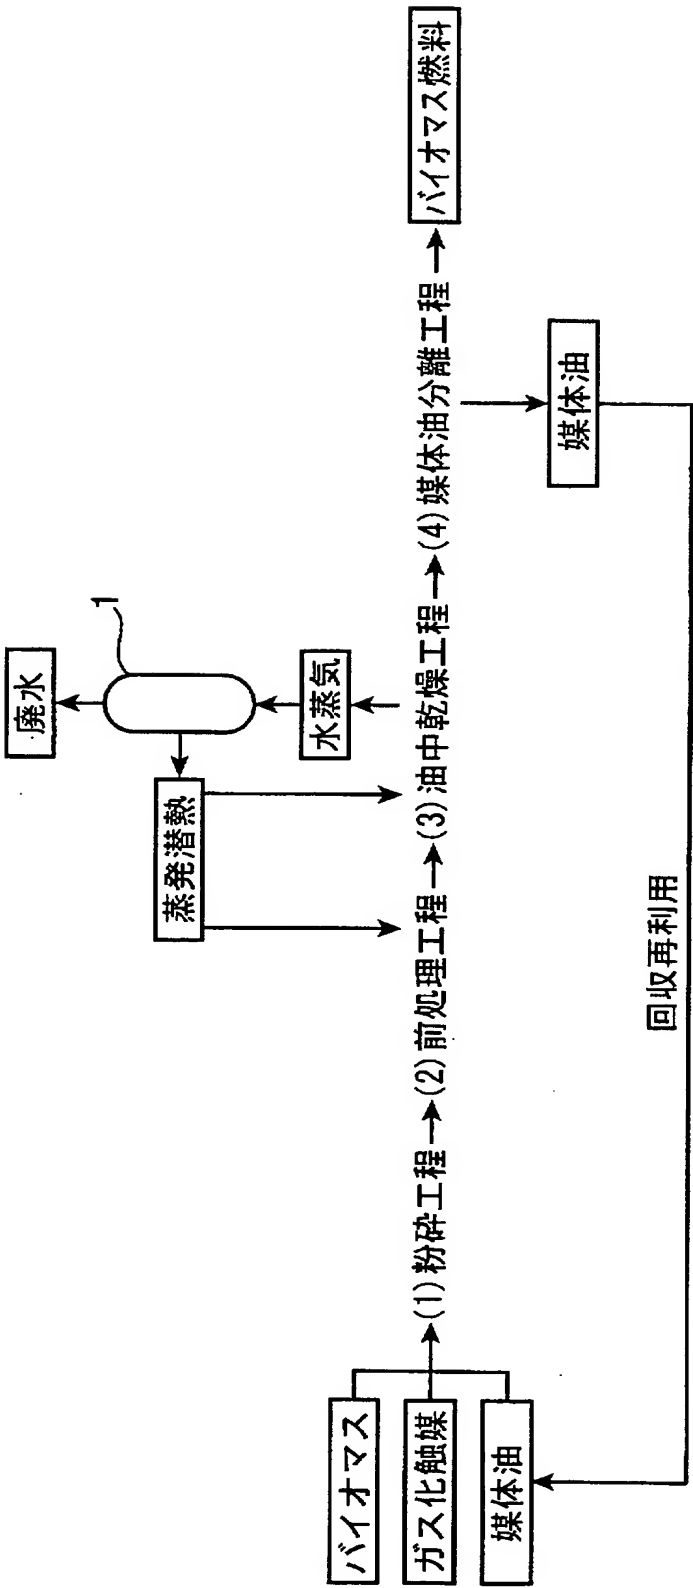 廃水
1
蒸発潜熱
水蒸気
バイオマス
ガス化触媒
媒体油
(1)粉砕工程
(2)前処理工程
(3)油中乾燥工程
(4)媒体油分離工程
バイオマス燃料
媒体油
回収再利用